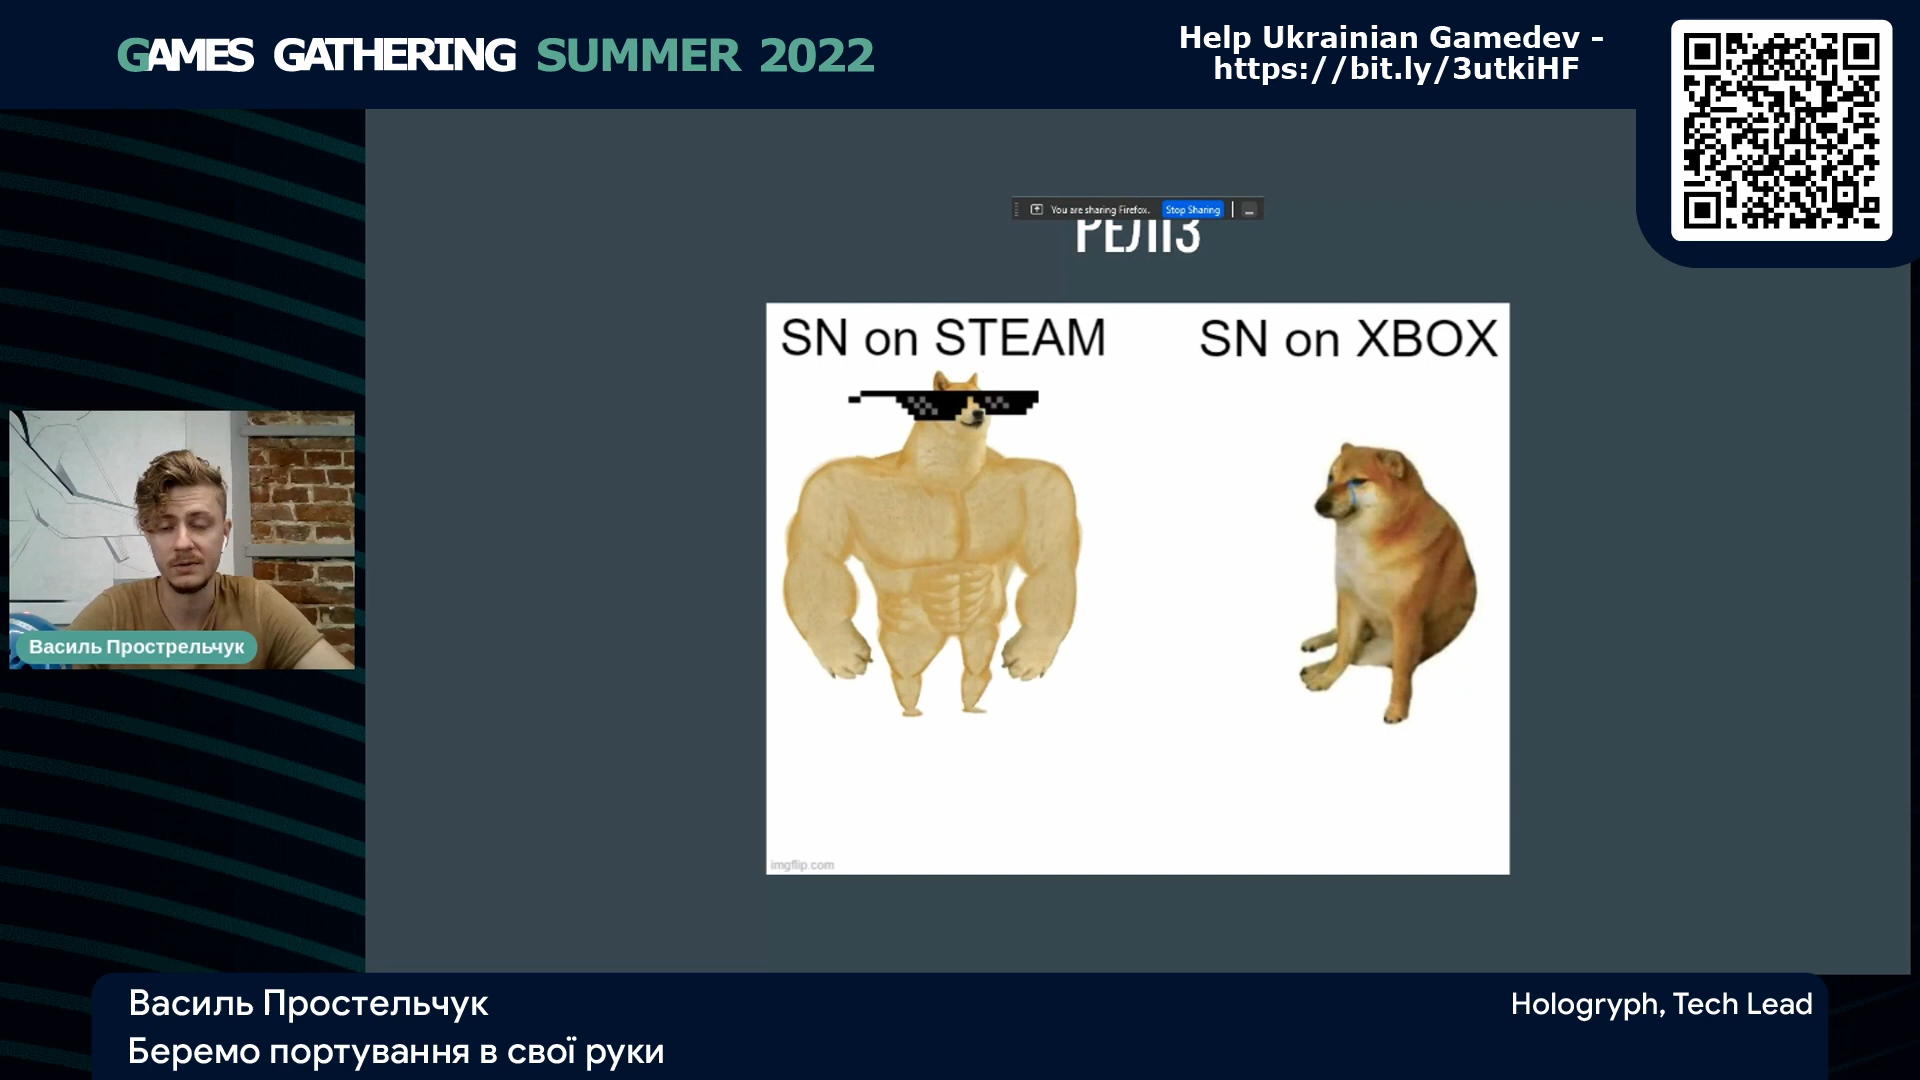 GAMES GATHERING SUMMER 2022
Help Ukrainian Gamedev -
https://bit.ly/3utkiHF
You are sharing Firefox. Stop Sharing
РЕЛІЗ
SN on STEAM
SN on XBOX
imgflip.com
Василь Прострельчук
Василь Простельчук
Hologryph, Tech Lead
Беремо портування в свої руки